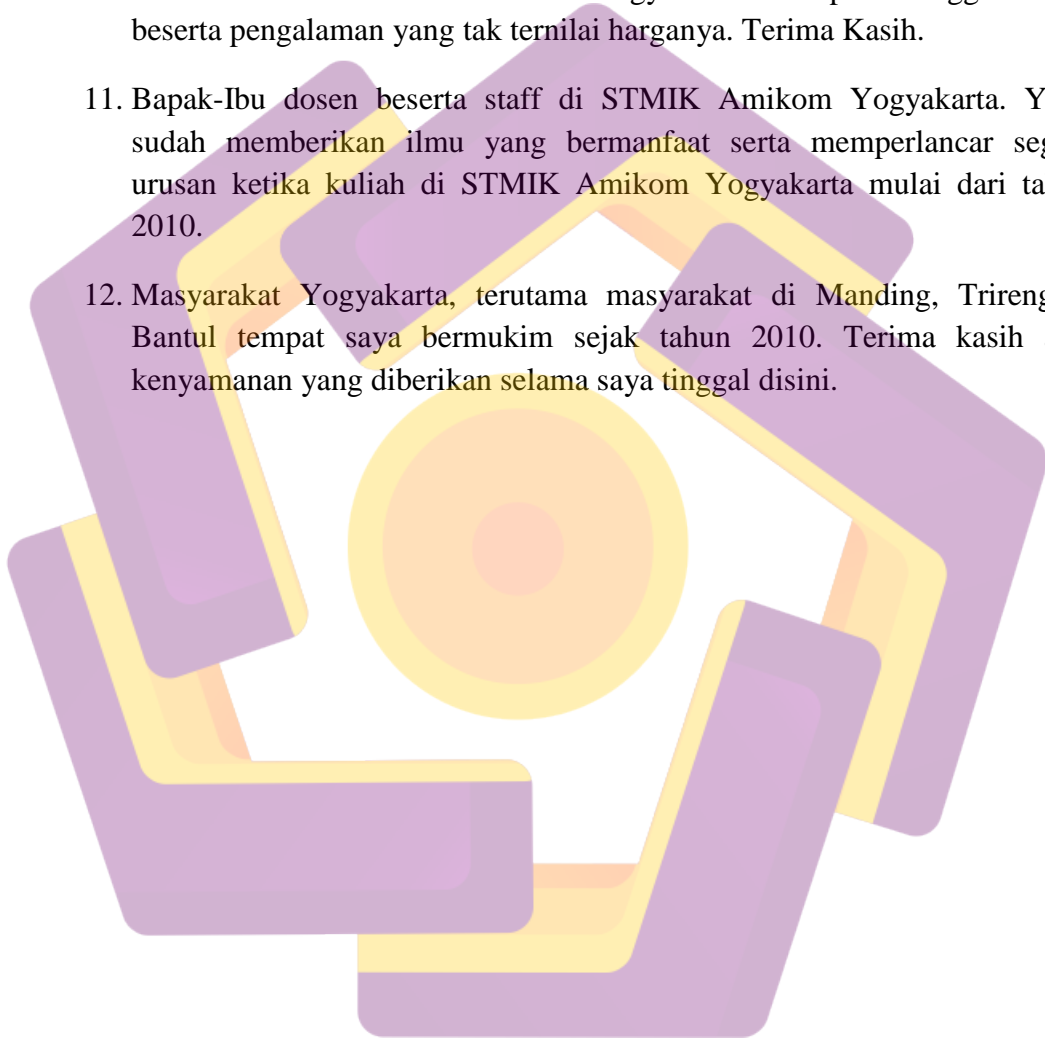 beserta pengalaman yang tak ternilai harganya. Terima Kasih.
11. Bapak-Ibu dosen beserta staff di STMIK Amikom Yogyakarta. Y
sudah memberikan ilmu yang bermanfaat serta memperlancar seg
urusan ketika kuliah di STMIK Amikom Yogyakarta mulai dari ta
2010.
12. Masyarakat Yogyakarta, terutama masyarakat di Manding, Trireng
Bantul tempat saya bermukim sejak tahun 2010. Terima kasih
kenyamanan yang diberikan selama saya tinggal disini.